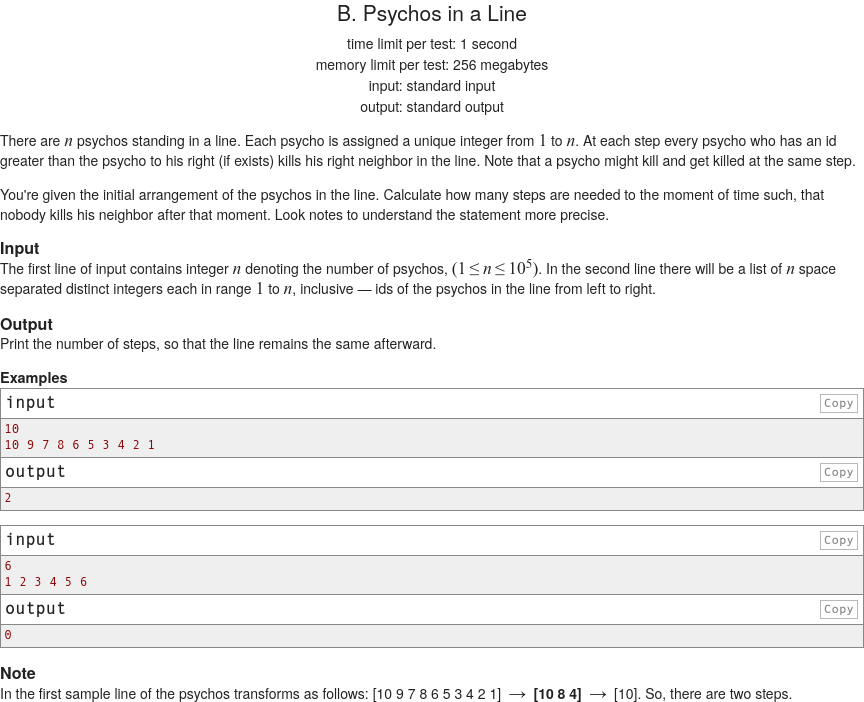 B. Psychos in a Line
time limit per test: 1 second
memory limit per test: 256 megabytes
input: standard input
output: standard output
There are n psychos standing in a line. Each psycho is assigned a unique integer from 1 to n. At each step every psycho who has an id
greater than the psycho to his right (if exists) kills his right neighbor in the line. Note that a psycho might kill and get killed at the same step.
You're given the initial arrangement of the psychos in the line. Calculate how many steps are needed to the moment of time such, that
nobody kills his neighbor after that moment. Look notes to understand the statement more precise.
Input
The first line of input contains integer n denoting the number of psychos, (1 ≤ n ≤ 10⁵). In the second line there will be a list of n space
separated distinct integers each in range 1 to n, inclusive — ids of the psychos in the line from left to right.
Output
Print the number of steps, so that the line remains the same afterward.
Examples
input Copy
10
10 9 7 8 6 5 3 4 2 1
output Copy
2
input Copy
6
1 2 3 4 5 6
output Copy
0
Note
In the first sample line of the psychos transforms as follows: [10 9 7 8 6 5 3 4 2 1] → [10 8 4] → [10]. So, there are two steps.